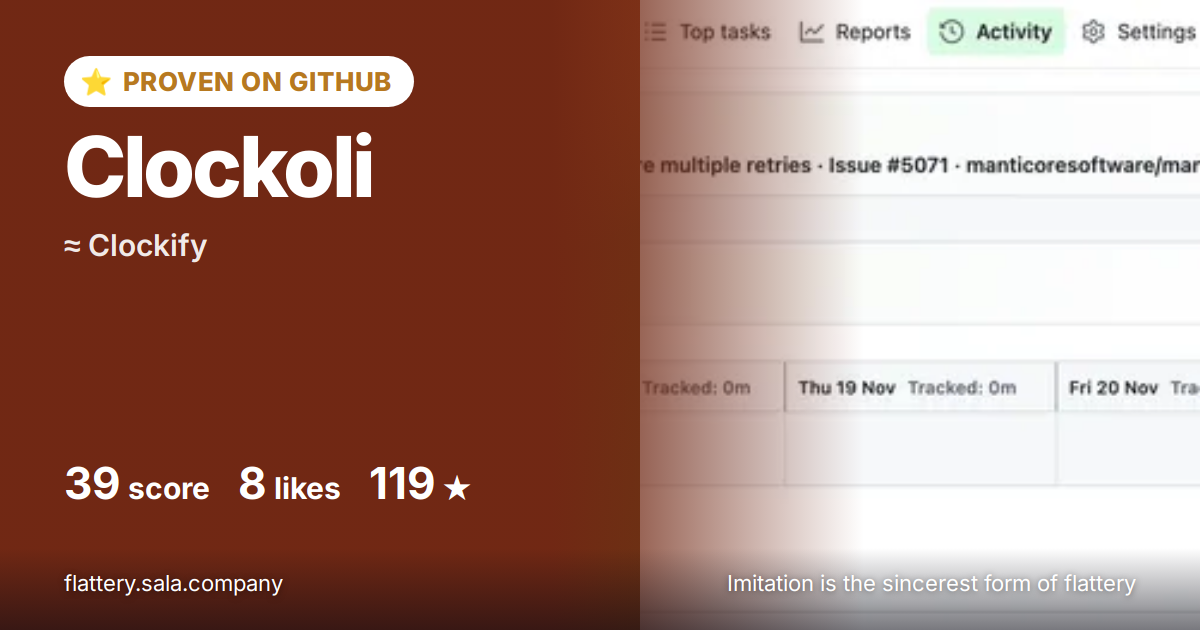 ⭐ PROVEN ON GITHUB
Clockoli
≈ Clockify
39 score 8 likes 119 ★
flattery.sala.company
Top tasks Reports Activity Settings
multiple retries · Issue #5071 · manticoresoftware/
Tracked: 0m Thu 19 Nov Tracked: 0m Fri 20 Nov
Imitation is the sincerest form of flattery